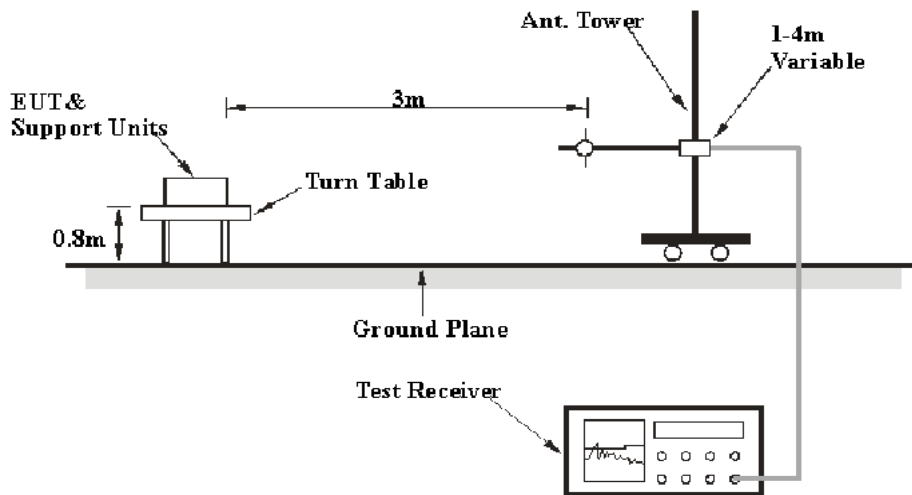 Ant. Tower
1-4m
Variable
3m
EUT&
Support Units
Turn Table
0.8m
Ground Plane
Test Receiver